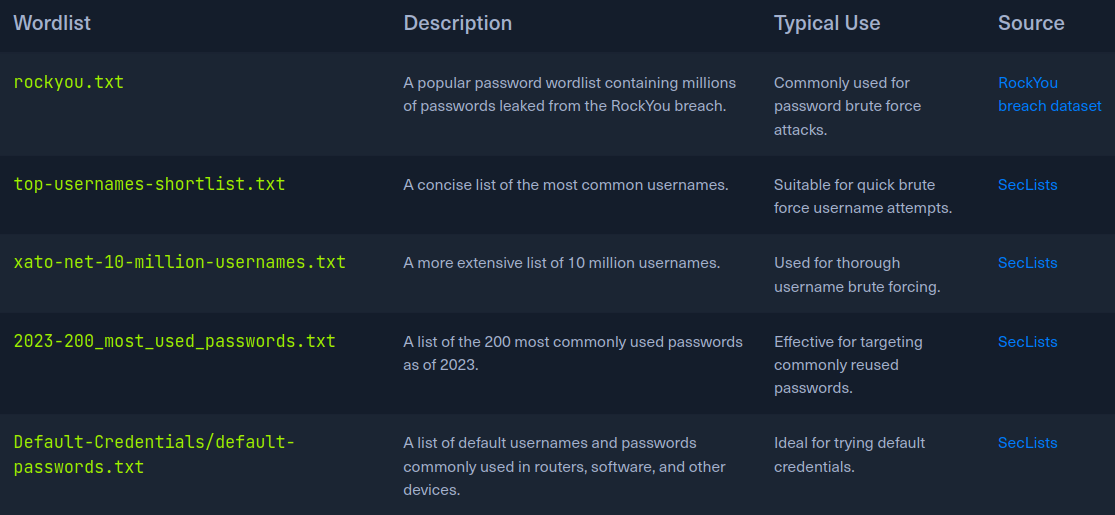 Wordlist Description Typical Use Source
rockyou.txt
A popular password wordlist containing millions
of passwords leaked from the RockYou breach.
Commonly used for
password brute force
attacks.
RockYou
breach dataset
top-usernames-shortlist.txt
A concise list of the most common usernames.
Suitable for quick brute
force username attempts.
SecLists
xato-net-10-million-usernames.txt
A more extensive list of 10 million usernames.
Used for thorough
username brute forcing.
SecLists
2023-200_most_used_passwords.txt
A list of the 200 most commonly used passwords
as of 2023.
Effective for targeting
commonly reused
passwords.
SecLists
Default-Credentials/default-
passwords.txt
A list of default usernames and passwords
commonly used in routers, software, and other
devices.
Ideal for trying default
credentials.
SecLists